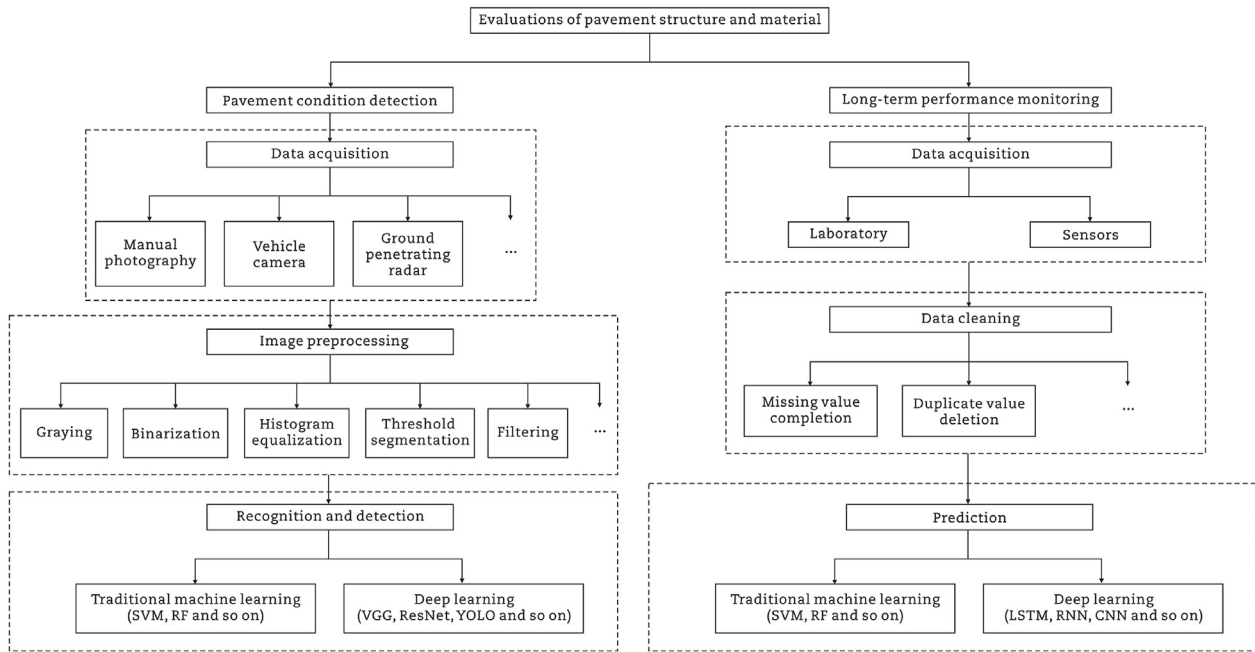 Evaluations of pavement structure and material
Pavement condition detection
Long-term performance monitoring
Data acquisition
Data acquisition
Manual
photography
Vehicle
camera
Ground
penetrating
radar
...
Laboratory
Sensors
Image preprocessing
Data cleaning
Graying
Binarization
Histogram
equalization
Threshold
segmentation
Filtering
...
Missing value
completion
Duplicate value
deletion
...
Recognition and detection
Prediction
Traditional machine learning
(SVM, RF and so on)
Deep learning
(VGG, ResNet, YOLO and so on)
Traditional machine learning
(SVM, RF and so on)
Deep learning
(LSTM, RNN, CNN and so on)